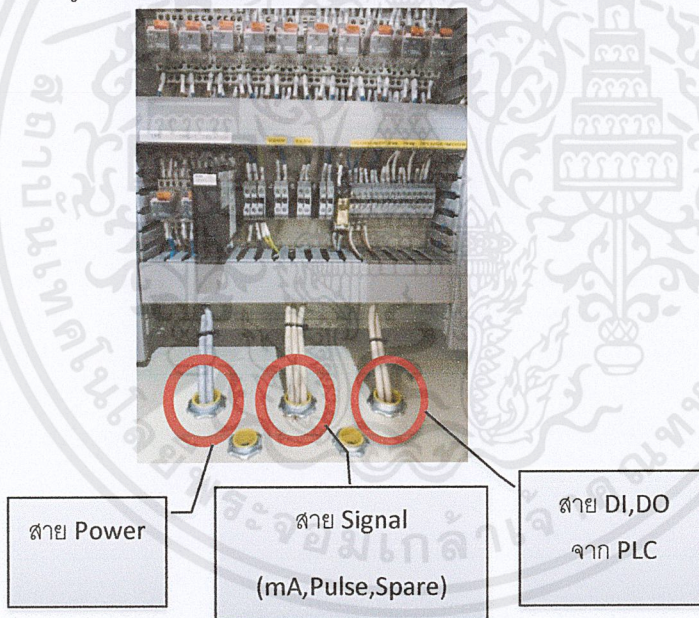 สาย Power
สาย Signal
(mA,Pulse,Spare)
สาย DI,DO
จาก PLC